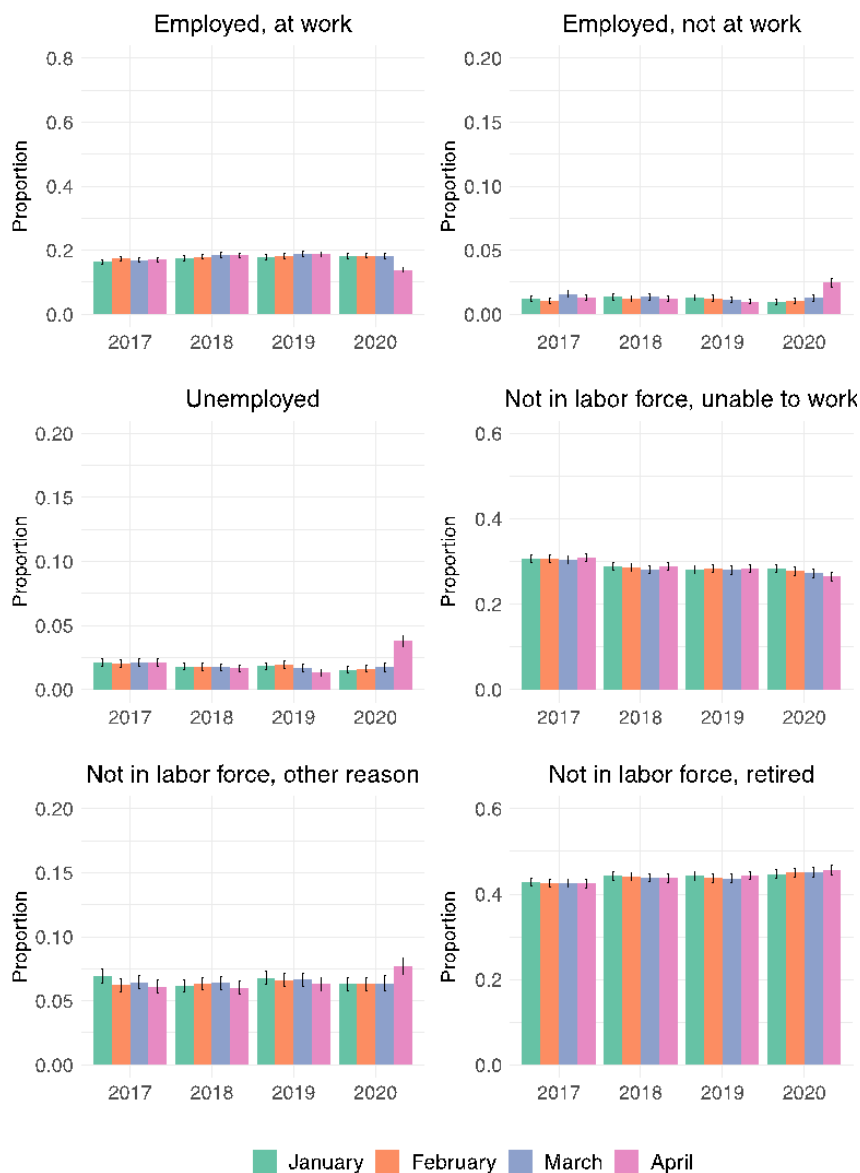 Employed, at work
Employed, not at work
Proportion
0.8
0.6
0.4
0.2
0.0
2017 2018 2019 2020
Proportion
0.20
0.15
0.10
0.05
0.00
2017 2018 2019 2020
Unemployed
Not in labor force, unable to work
Proportion
0.20
0.15
0.10
0.05
0.00
2017 2018 2019 2020
Proportion
0.6
0.4
0.2
0.0
2017 2018 2019 2020
Not in labor force, other reason
Not in labor force, retired
Proportion
0.20
0.15
0.10
0.05
0.00
2017 2018 2019 2020
Proportion
0.6
0.4
0.2
0.0
2017 2018 2019 2020
January February March April